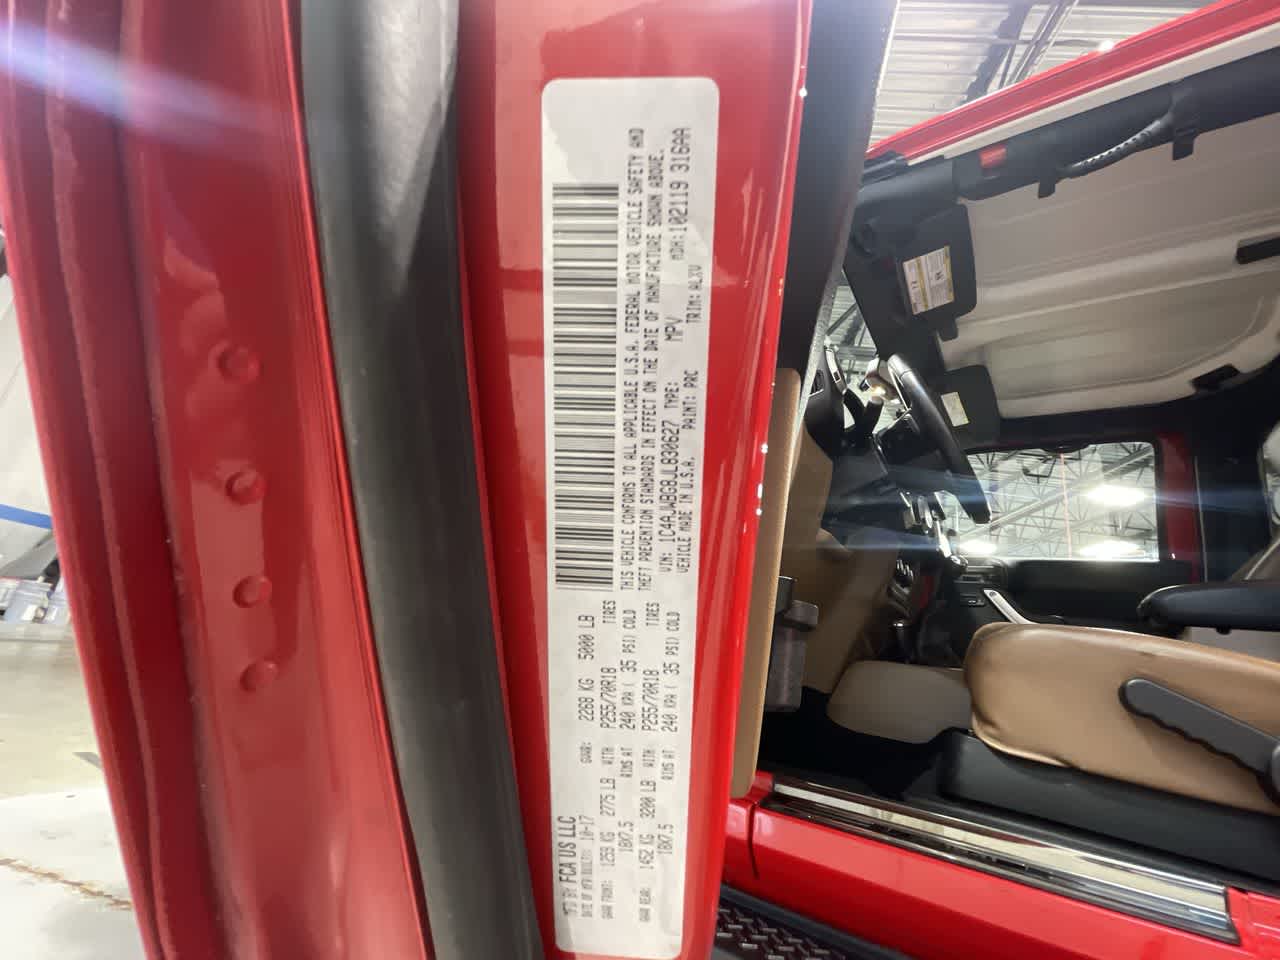 MFD BY FCA US LLC
DATE OF MFR: 10-17 GVWR: 2268 KG 5000 LB
GAWR FRONT: 1259 KG 2775 LB WITH P255/70R18 TIRES
18X7.5 RIMS AT 240 KPA ( 35 PSI) COLD
GAWR REAR: 1452 KG 3200 LB WITH P255/70R18 TIRES
18X7.5 RIMS AT 240 KPA ( 35 PSI) COLD
THIS VEHICLE CONFORMS TO ALL APPLICABLE U.S.A. FEDERAL MOTOR VEHICLE SAFETY AND
THEFT PREVENTION STANDARDS IN EFFECT ON THE DATE OF MANUFACTURE SHOWN ABOVE.
VIN: 1C4AJWBG8JL830627 TYPE: MPV MDH:102119 316AA
VEHICLE MADE IN U.S.A. PAINT: PRC TRIM: ALXV